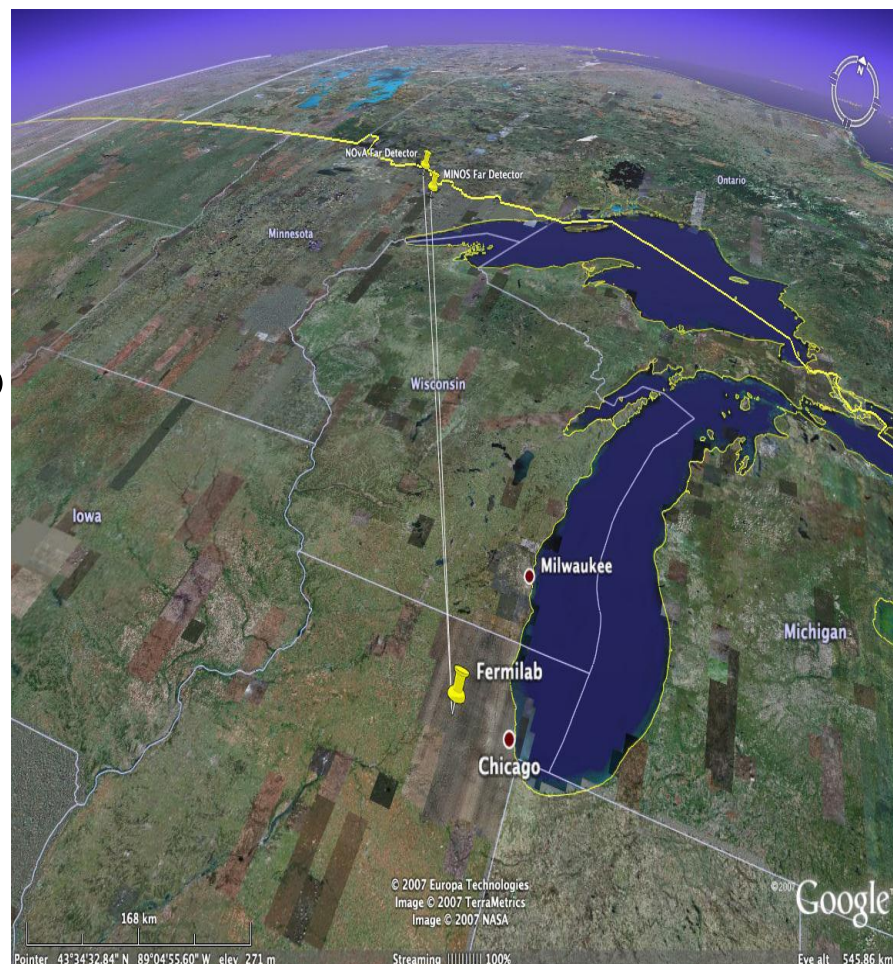 N
NOvA Far Detector
MINOS Far Detector
Ontario
Minnesota
Wisconsin
Iowa
Milwaukee
Michigan
Fermilab
Chicago
© 2007 Europa Technologies
Image © 2007 TerraMetrics
Image © 2007 NASA
©2007 Google
168 km
Pointer 43°34'32.84" N 89°04'55.60" W elev 271 m Streaming ||||||||| 100% Eye alt 545.86 km
)